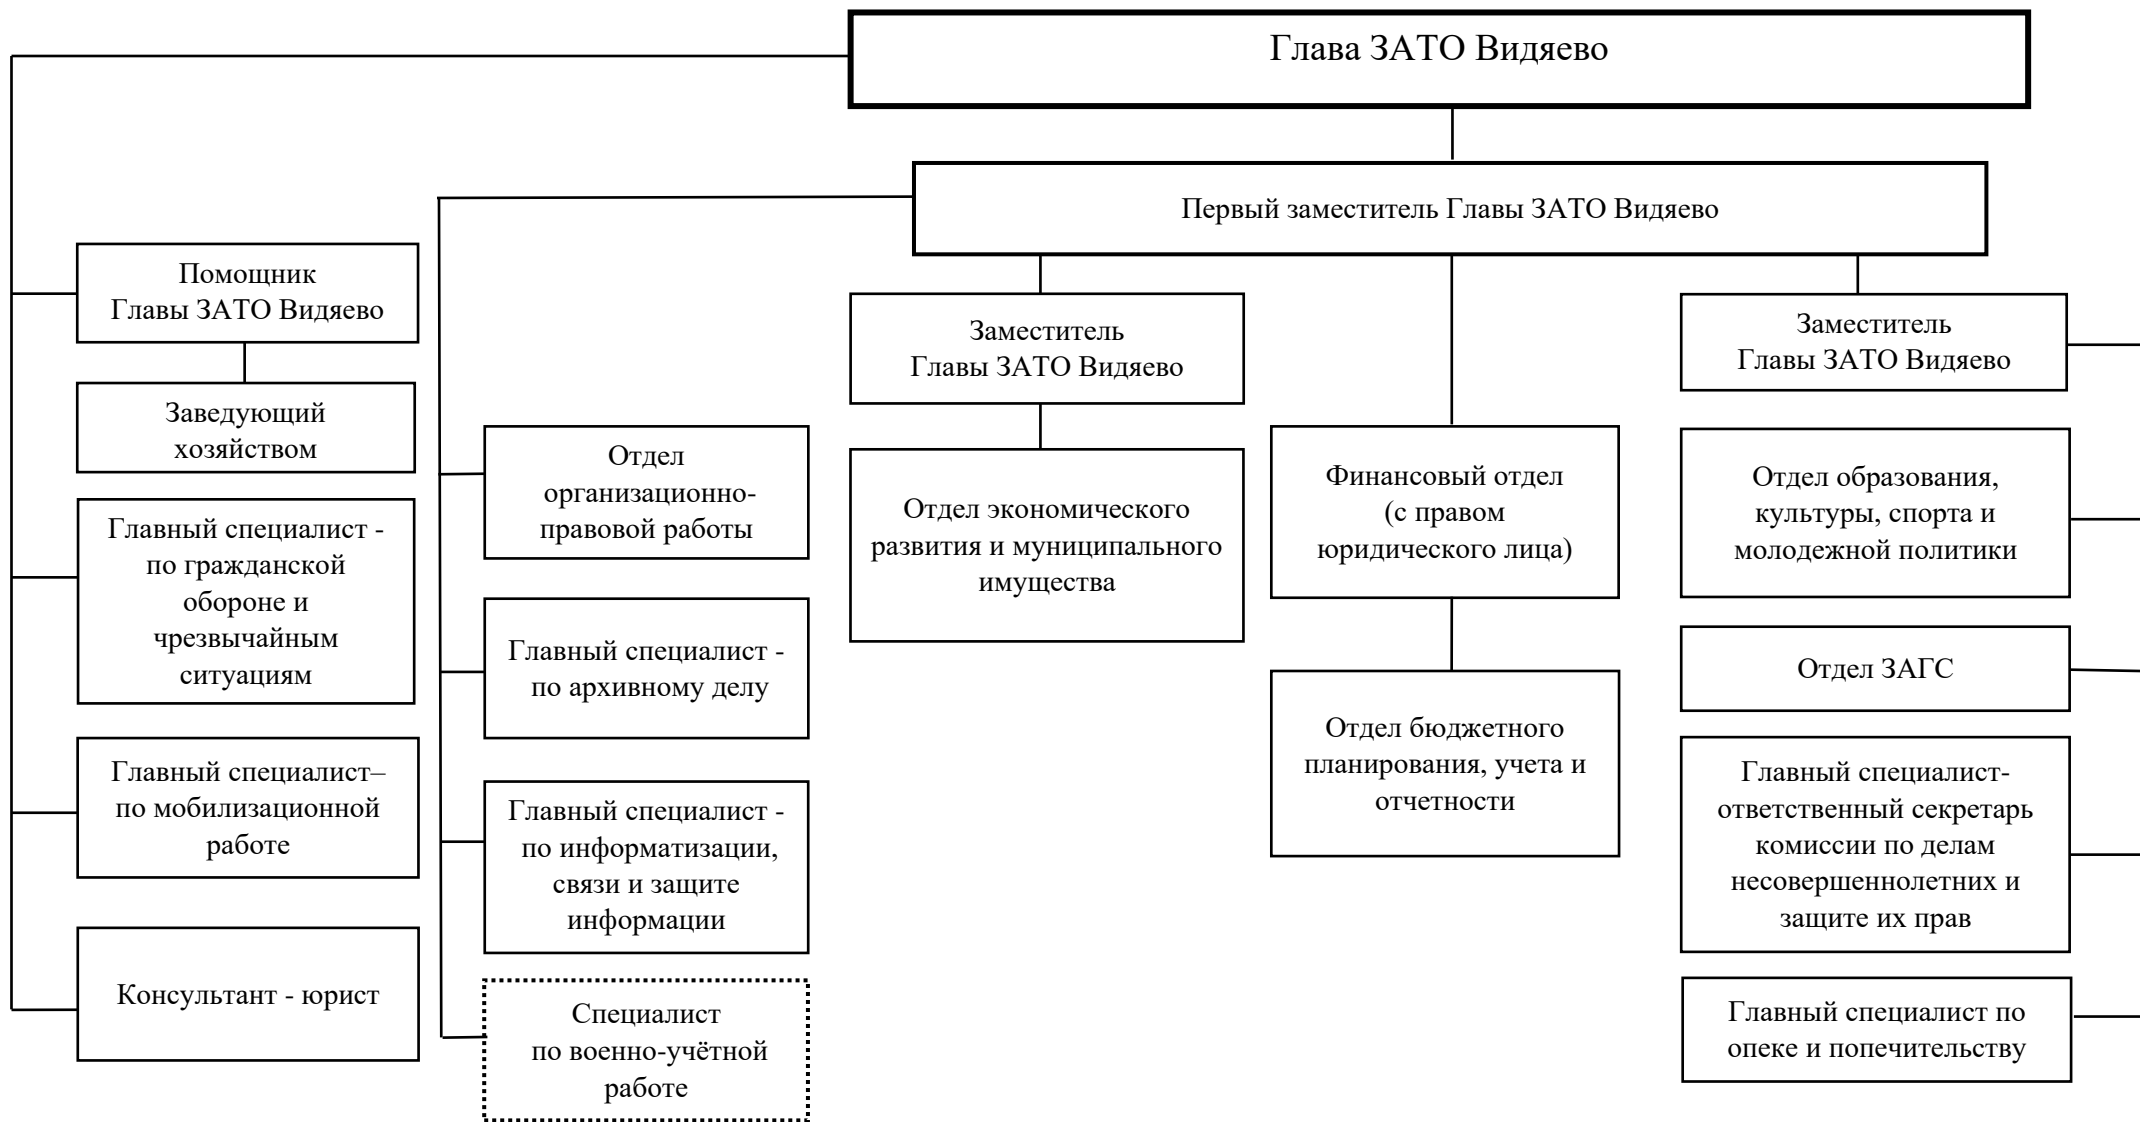 Глава ЗАТО Видяево
Первый заместитель Главы ЗАТО Видяево
Помощник
Главы ЗАТО Видяево
Заведующий
хозяйством
Главный специалист -
по гражданской
обороне и
чрезвычайным
ситуациям
Главный специалист–
по мобилизационной
работе
Консультант - юрист
Отдел
организационно-
правовой работы
Главный специалист -
по архивному делу
Главный специалист -
по информатизации,
связи и защите
информации
Специалист
по военно-учётной
работе
Заместитель
Главы ЗАТО Видяево
Отдел экономического
развития и муниципального
имущества
Финансовый отдел
(с правом
юридического лица)
Отдел бюджетного
планирования, учета и
отчетности
Заместитель
Главы ЗАТО Видяево
Отдел образования,
культуры, спорта и
молодежной политики
Отдел ЗАГС
Главный специалист-
ответственный секретарь
комиссии по делам
несовершеннолетних и
защите их прав
Главный специалист по
опеке и попечительству